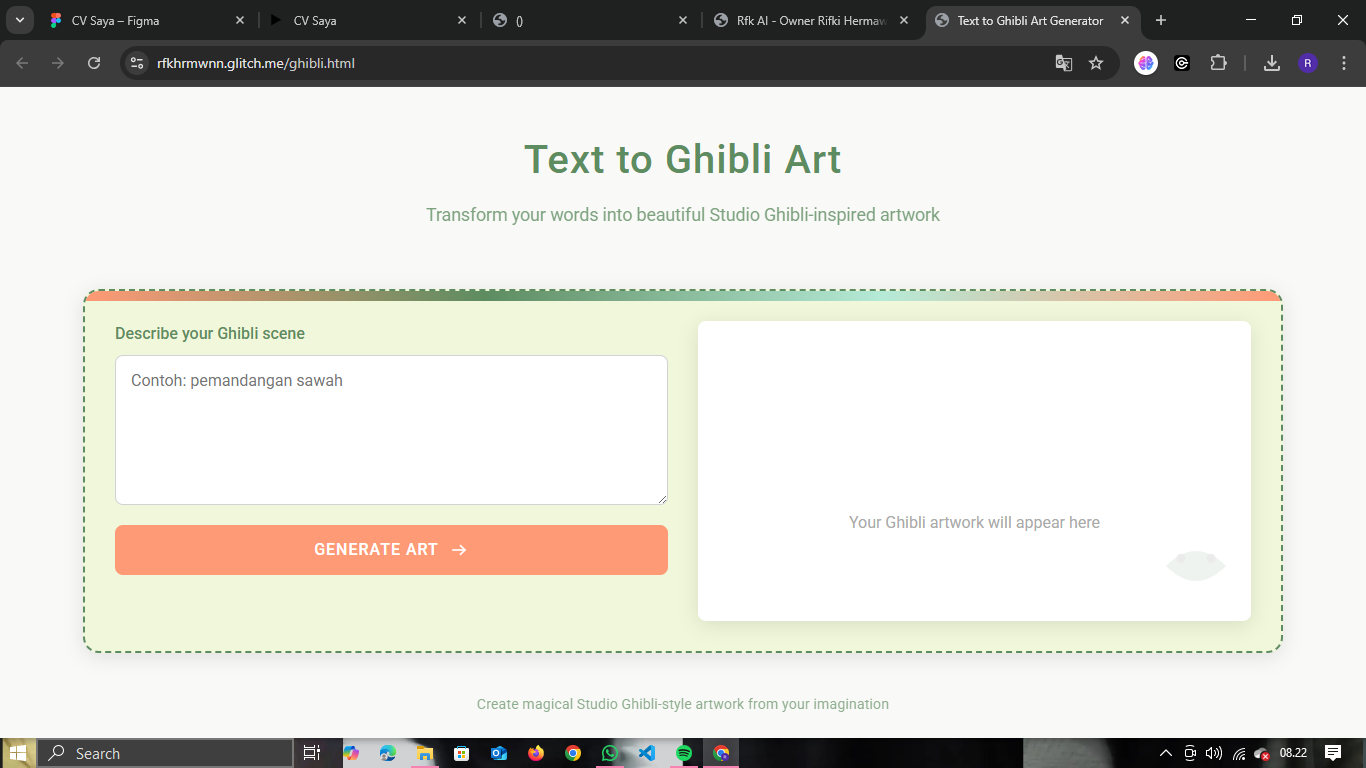 CV Saya – Figma
CV Saya
()
Rfk AI - Owner Rifki Hermaw
Text to Ghibli Art Generator
rfkhrmwnn.glitch.me/ghibli.html
R
Text to Ghibli Art
Transform your words into beautiful Studio Ghibli-inspired artwork
Describe your Ghibli scene
Contoh: pemandangan sawah
GENERATE ART →
Your Ghibli artwork will appear here
Create magical Studio Ghibli-style artwork from your imagination
Search
08.22